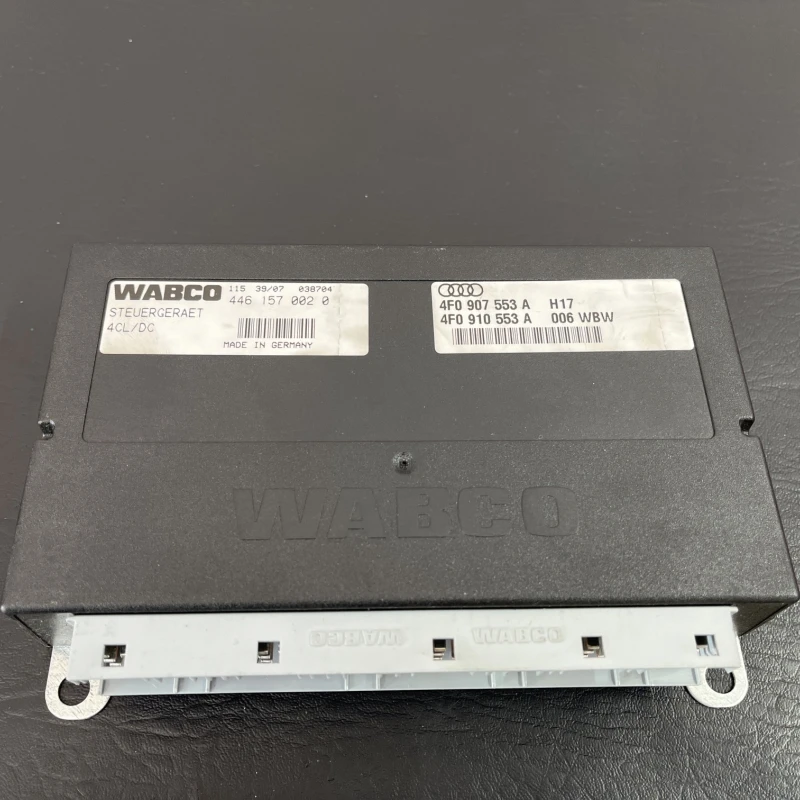 WABCO 115 39/07 038704
446 157 002 0
STEUERGERAET
4CL/DC
MADE IN GERMANY
4F0 907 553 A H17
4F0 910 553 A 006 WBW
WABCO
WABCO WABCO